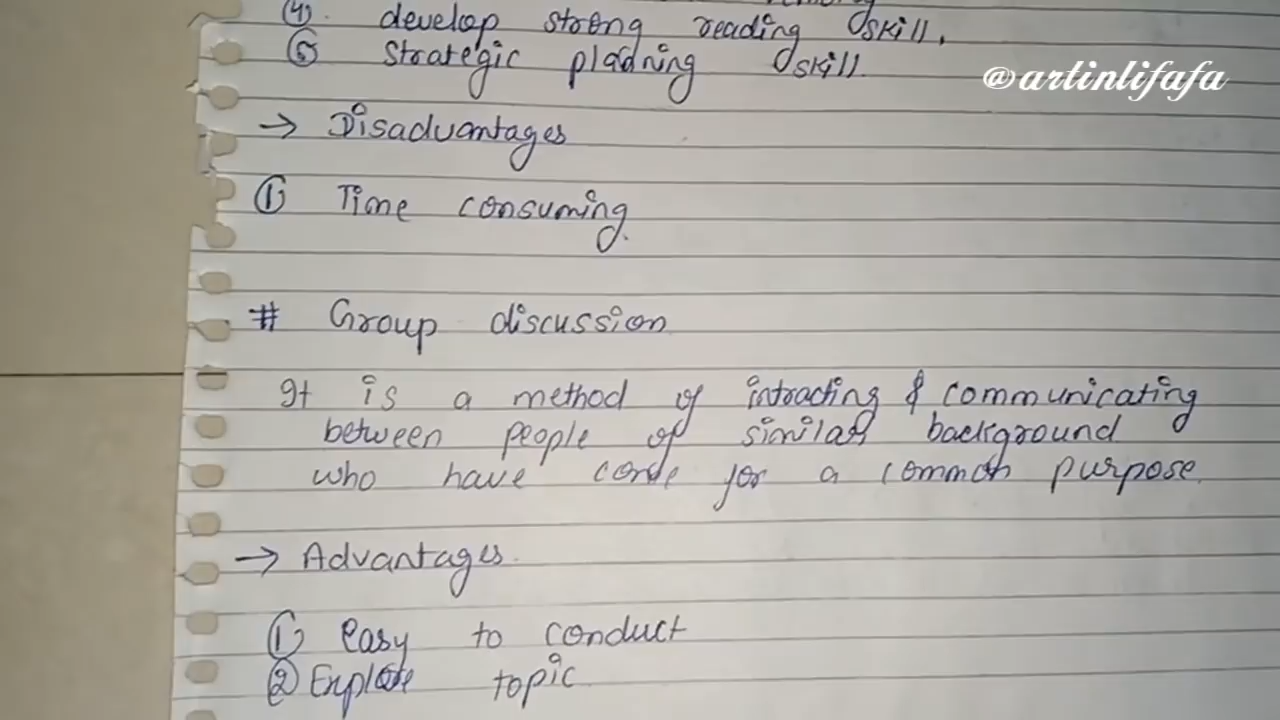 (4). develop strong reading skill.
(5) Strategic planning skill.
@artinlifafa
→ Disadvantages
(1) Time consuming.
# Group discussion
It is a method of intracting & communicating
between people of similar background
who have come for a common purpose.
→ Advantages.
(1) easy to conduct
(2) Explore topic